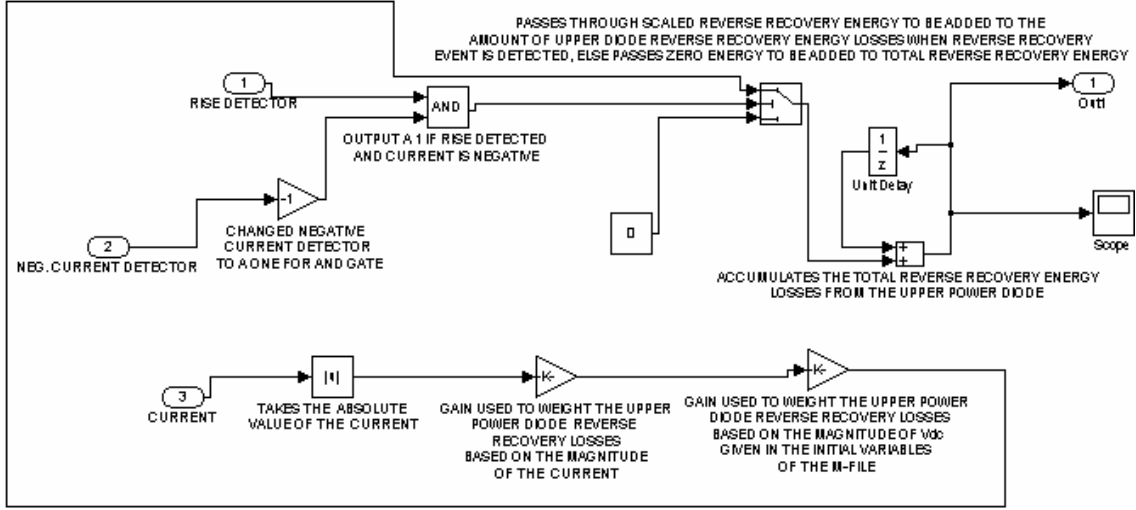 PASSES THROUGH SCALED REVERSE RECOVERY ENERGY TO BE ADDED TO THE
AMOUNT OF UPPER DIODE REVERSE RECOVERY ENERGY LOSSES WHEN REVERSE RECOVERY
EVENT IS DETECTED, ELSE PASSES ZERO ENERGY TO BE ADDED TO TOTAL REVERSE RECOVERY ENERGY
1
RISE DETECTOR
AND
OUTPUT A 1 IF RISE DETECTED
AND CURRENT IS NEGATIVE
1
Out1
1
z
Unit Delay
-1
CHANGED NEGATIVE
CURRENT DETECTOR
TO A ONE FOR AND GATE
2
NEG. CURRENT DETECTOR
0
+
+
Scope
ACCUMULATES THE TOTAL REVERSE RECOVERY ENERGY
LOSSES FROM THE UPPER POWER DIODE
3
CURRENT
|u|
TAKES THE ABSOLUTE
VALUE OF THE CURRENT
-K-
GAIN USED TO WEIGHT THE UPPER
POWER DIODE REVERSE
RECOVERY LOSSES
BASED ON THE MAGNITUDE
OF THE CURRENT
-K-
GAIN USED TO WEIGHT THE UPPER POWER
DIODE REVERSE RECOVERY LOSSES
BASED ON THE MAGNITUDE OF Vdc
GIVEN IN THE INITIAL VARIABLES
OF THE M-FILE